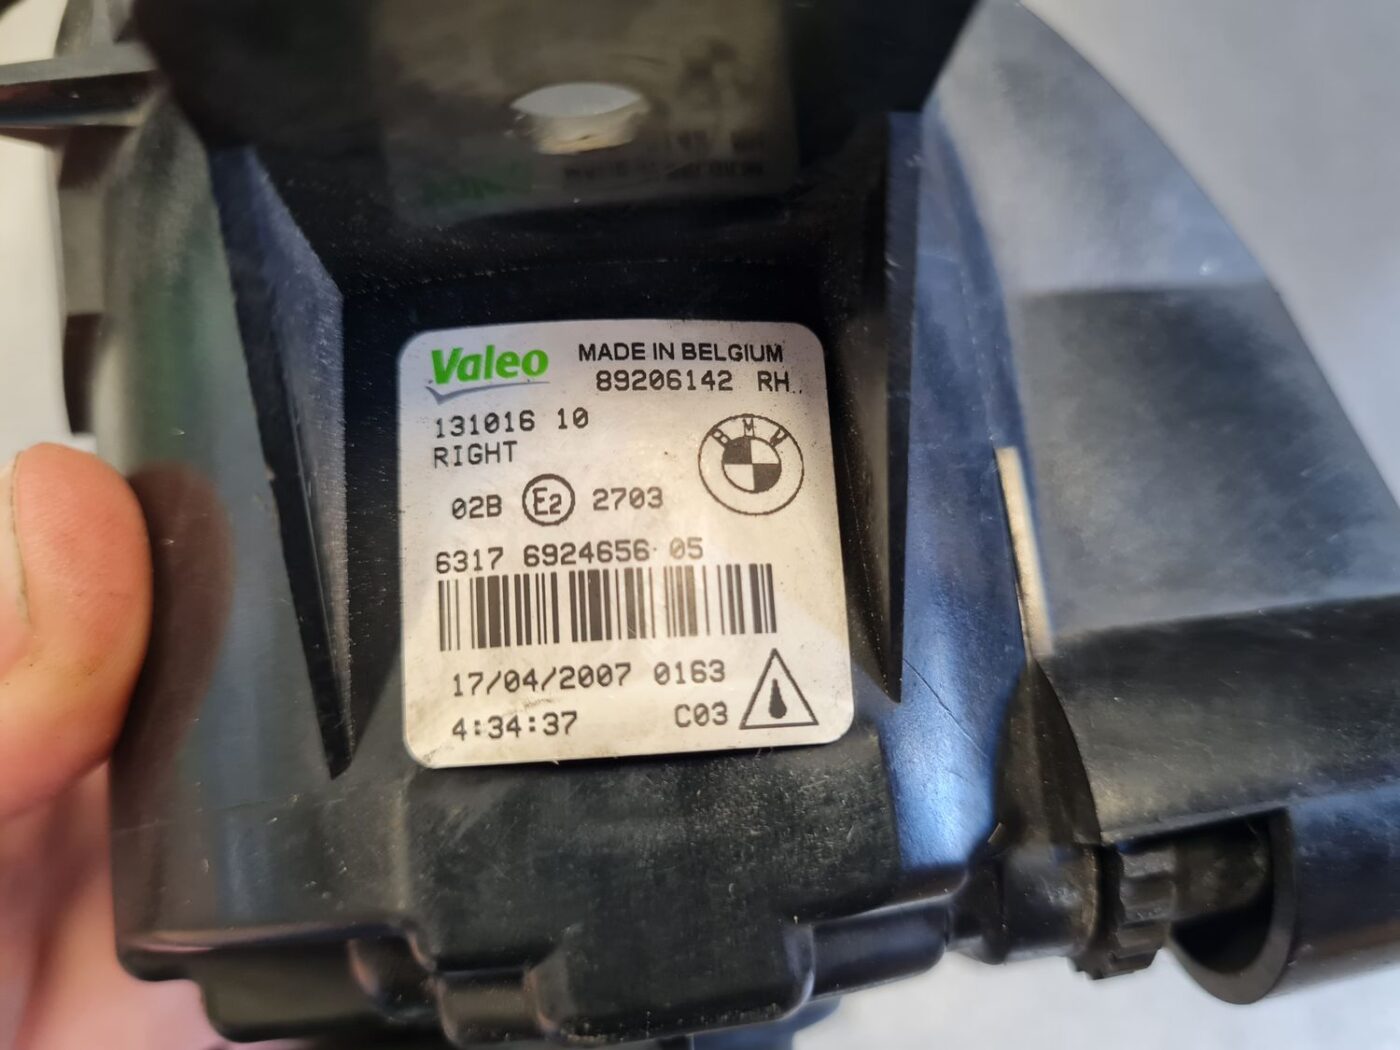 Valeo MADE IN BELGIUM
89206142 RH
131016 10
RIGHT
BMW
02B E2 2703
6317 6924656 05
17/04/2007 0163
4:34:37 C03